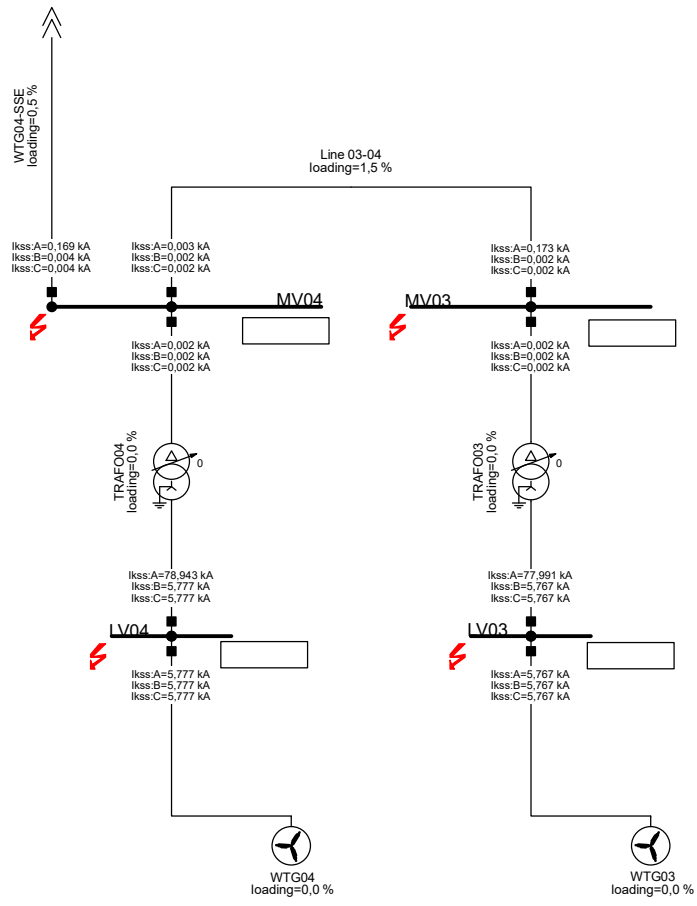 WTG04-SSE
loading=0,5 %
Line 03-04
loading=1,5 %
Ikss:A=0,169 kA
Ikss:B=0,004 kA
Ikss:C=0,004 kA
Ikss:A=0,003 kA
Ikss:B=0,002 kA
Ikss:C=0,002 kA
Ikss:A=0,173 kA
Ikss:B=0,002 kA
Ikss:C=0,002 kA
MV04
MV03
Ikss:A=0,002 kA
Ikss:B=0,002 kA
Ikss:C=0,002 kA
Ikss:A=0,002 kA
Ikss:B=0,002 kA
Ikss:C=0,002 kA
TRAFO04
loading=0,0 %
0
TRAFO03
loading=0,0 %
0
Ikss:A=78,943 kA
Ikss:B=5,777 kA
Ikss:C=5,777 kA
Ikss:A=77,991 kA
Ikss:B=5,767 kA
Ikss:C=5,767 kA
LV04
LV03
Ikss:A=5,777 kA
Ikss:B=5,777 kA
Ikss:C=5,777 kA
Ikss:A=5,767 kA
Ikss:B=5,767 kA
Ikss:C=5,767 kA
WTG04
loading=0,0 %
WTG03
loading=0,0 %